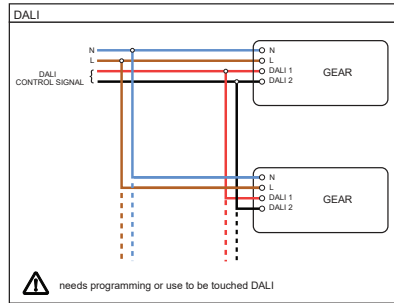 DALI
N
L
DALI
CONTROL SIGNAL
N
L
DALI 1
DALI 2
GEAR
N
L
DALI 1
DALI 2
GEAR
needs programming or use to be touched DALI